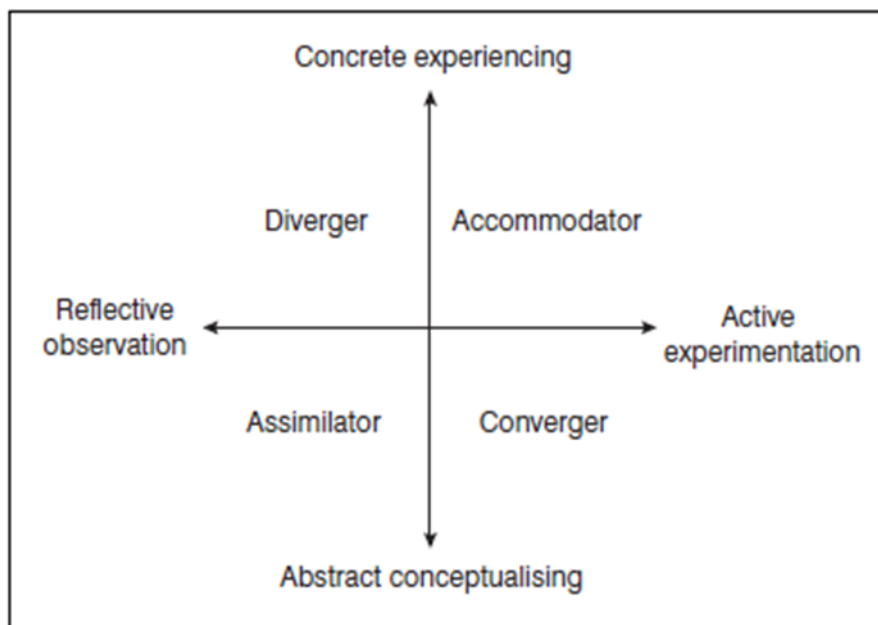 Concrete experiencing
Diverger
Accommodator
Reflective
observation
Active
experimentation
Assimilator
Converger
Abstract conceptualising